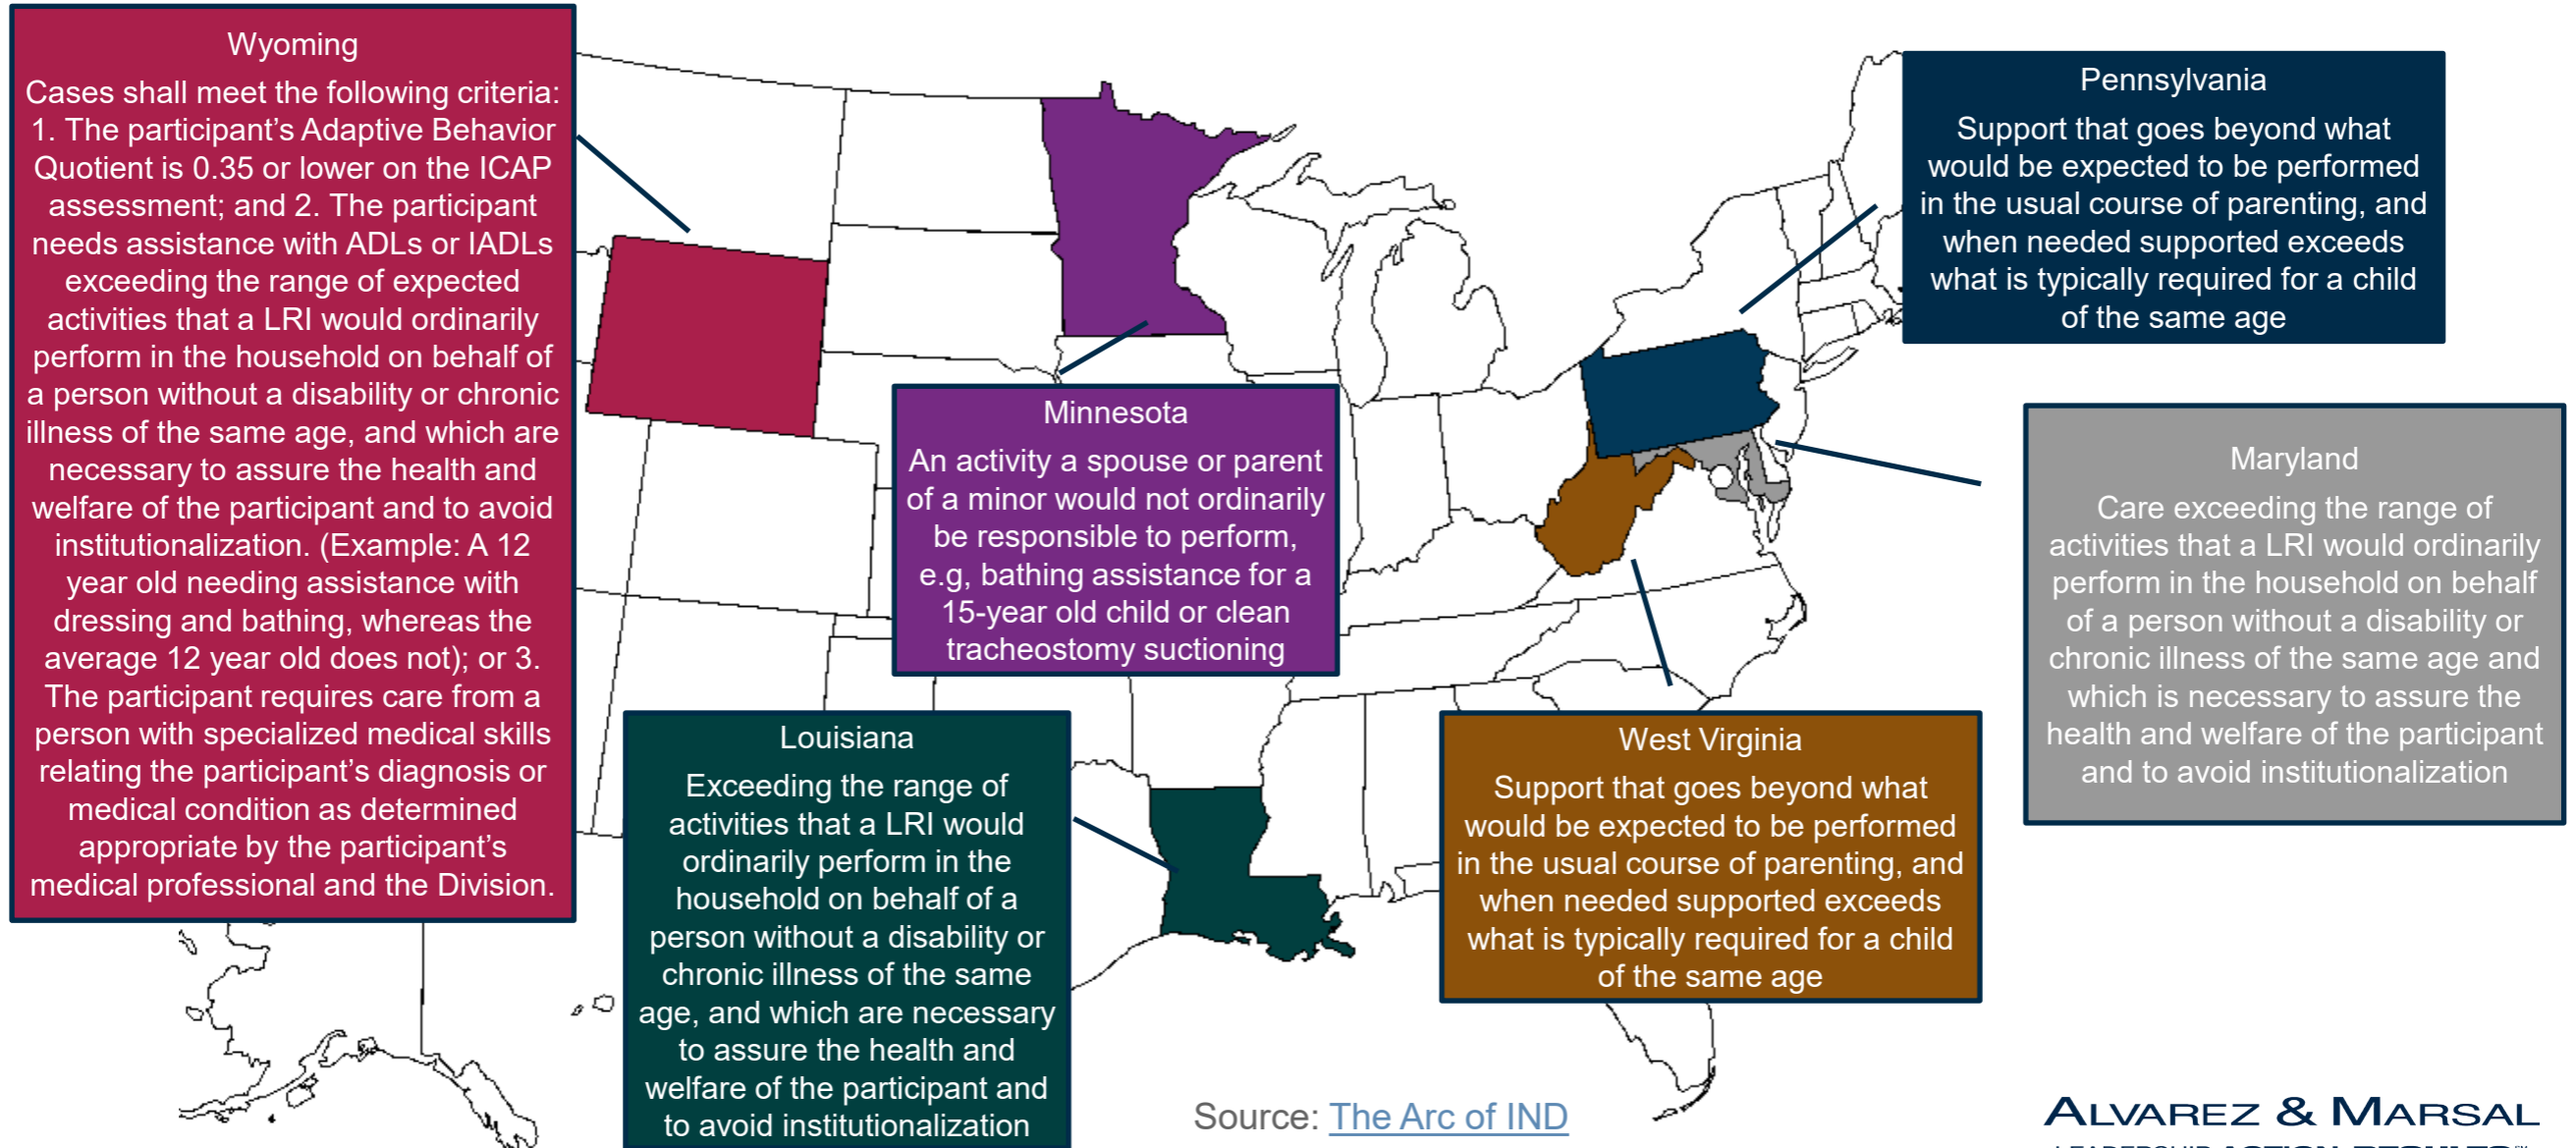 Wyoming
Cases shall meet the following criteria:
1. The participant's Adaptive Behavior
Quotient is 0.35 or lower on the ICAP
assessment; and 2. The participant
needs assistance with ADLs or IADLs
exceeding the range of expected
activities that a LRI would ordinarily
perform in the household on behalf of
a person without a disability or chronic
illness of the same age, and which are
necessary to assure the health and
welfare of the participant and to avoid
institutionalization. (Example: A 12
year old needing assistance with
dressing and bathing, whereas the
average 12 year old does not); or 3.
The participant requires care from a
person with specialized medical skills
relating the participant's diagnosis or
medical condition as determined
appropriate by the participant's
medical professional and the Division.
Minnesota
An activity a spouse or parent
of a minor would not ordinarily
be responsible to perform,
e.g, bathing assistance for a
15-year old child or clean
tracheostomy suctioning
Louisiana
Exceeding the range of
activities that a LRI would
ordinarily perform in the
household on behalf of a
person without a disability or
chronic illness of the same
age, and which are necessary
to assure the health and
welfare of the participant and
to avoid institutionalization
Pennsylvania
Support that goes beyond what
would be expected to be performed
in the usual course of parenting, and
when needed supported exceeds
what is typically required for a child
of the same age
Maryland
Care exceeding the range of
activities that a LRI would ordinarily
perform in the household on behalf
of a person without a disability or
chronic illness of the same age and
which is necessary to assure the
health and welfare of the participant
and to avoid institutionalization
West Virginia
Support that goes beyond what
would be expected to be performed
in the usual course of parenting, and
when needed supported exceeds
what is typically required for a child
of the same age
Source: The Arc of IND
ALVAREZ & MARSAL
LEADERSHIP. ACTION. RESULTS.